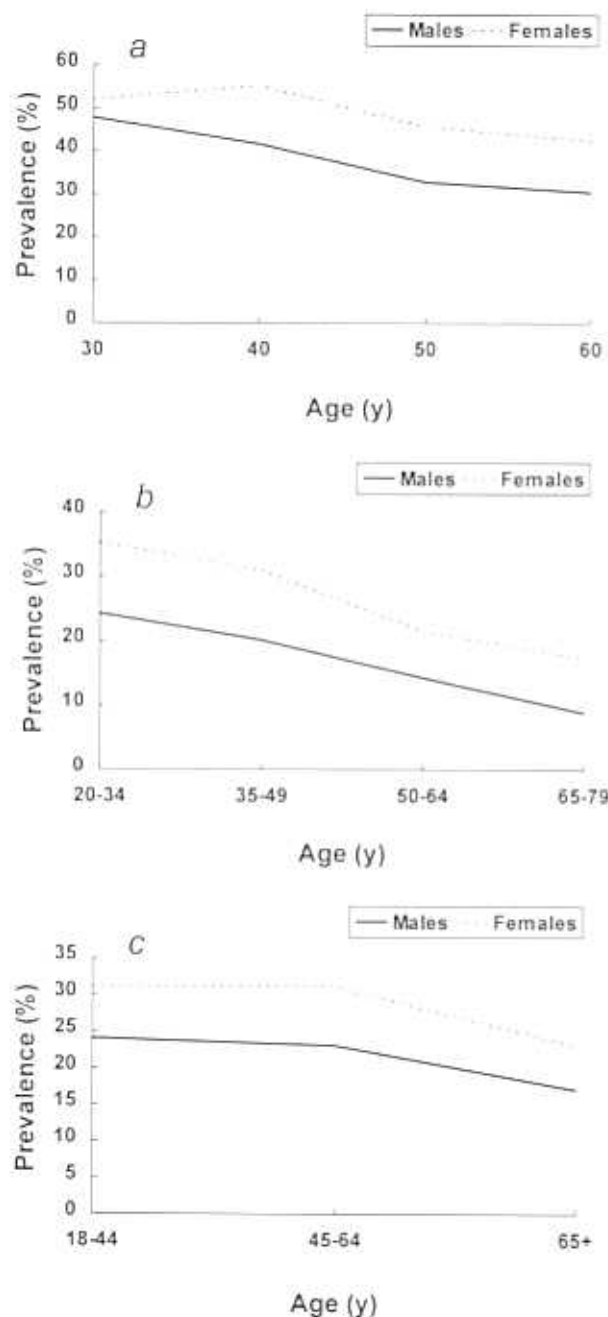 a
Males Females
Prevalence (%)
60
50
40
30
20
10
0
30 40 50 60
Age (y)
b
Males Females
Prevalence (%)
40
30
20
10
0
20-34 35-49 50-64 65-79
Age (y)
c
Males Females
Prevalence (%)
35
30
25
20
15
10
5
0
18-44 45-64 65+
Age (y)